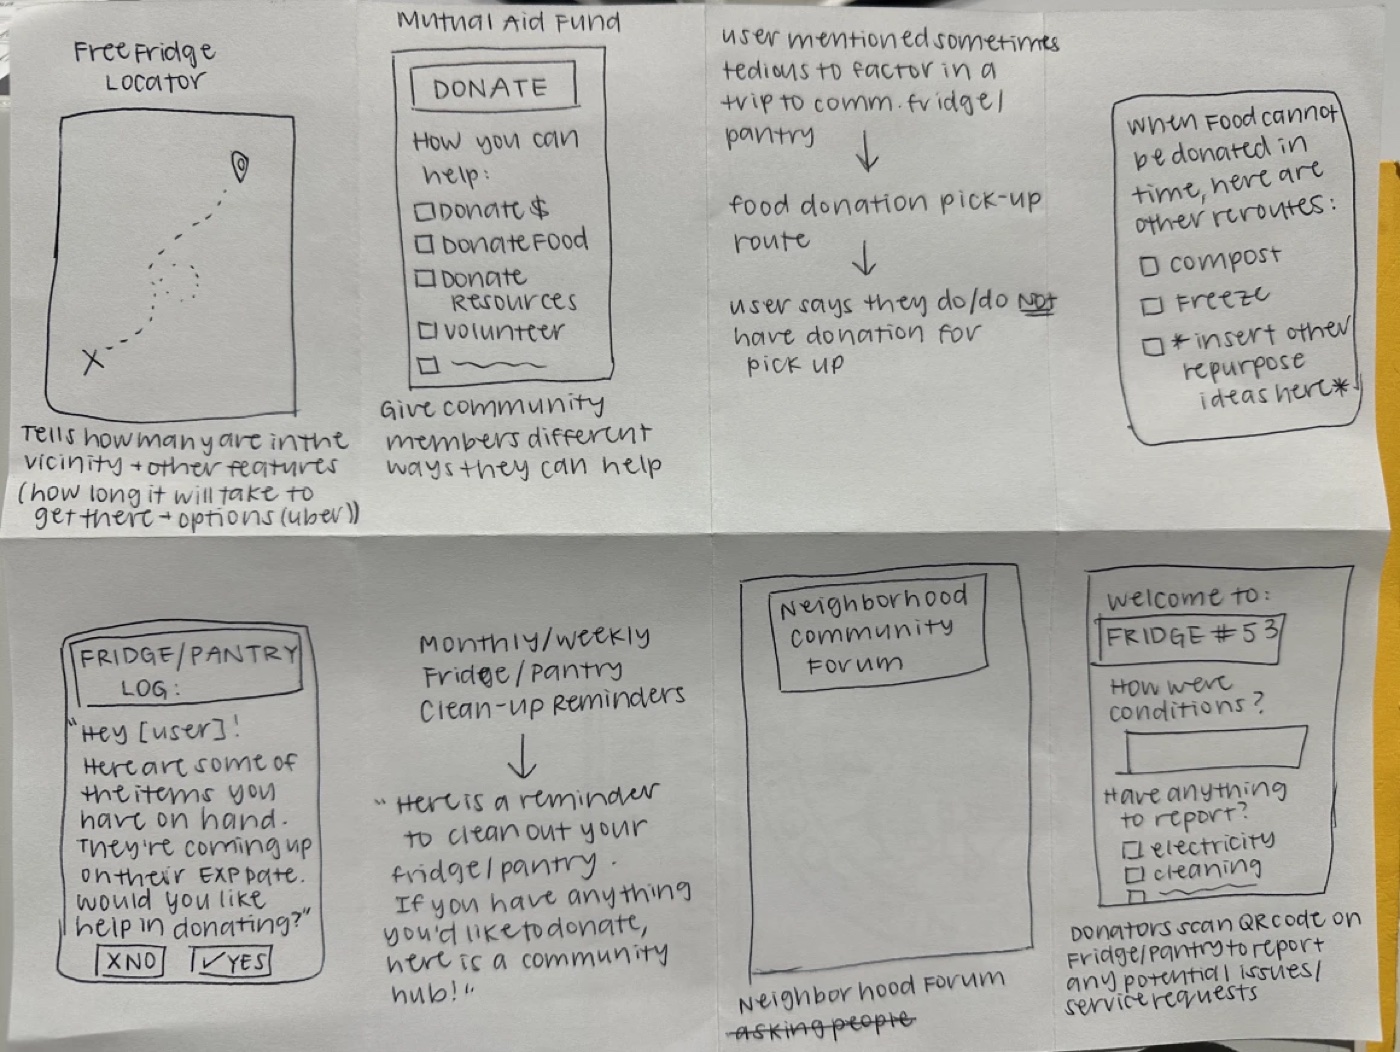 Free Fridge
Locator
Tells how many are in the
vicinity + other features
(how long it will take to
get there + options (uber))
Mutual Aid Fund
DONATE
How you can
help:
Donate $
Donate Food
Donate
Resources
Volunteer
Give community
members different
ways they can help
user mentioned sometimes
tedious to factor in a
trip to comm. fridge/
pantry
food donation pick-up
route
user says they do/do NOT
have donation for
pick up
When Food cannot
be donated in
time, here are
other reroutes:
compost
Freeze
*insert other
repurpose
ideas here*
FRIDGE/PANTRY
LOG:
"Hey [user]!
Here are some of
the items you
have on hand.
They're coming up
on their EXP Date.
would you like
help in donating?"
X NO ✓YES
Monthly/weekly
Fridge/Pantry
Clean-up Reminders
"Here is a reminder
to clean out your
fridge/pantry.
If you have anything
you'd like to donate,
here is a community
hub!"
Neighborhood
Community
Forum
Neighborhood Forum
asking people
Welcome to:
FRIDGE # 53
How were
conditions?
Have anything
to report?
electricity
cleaning
Donators scan QR code on
Fridge/pantry to report
any potential issues/
service requests